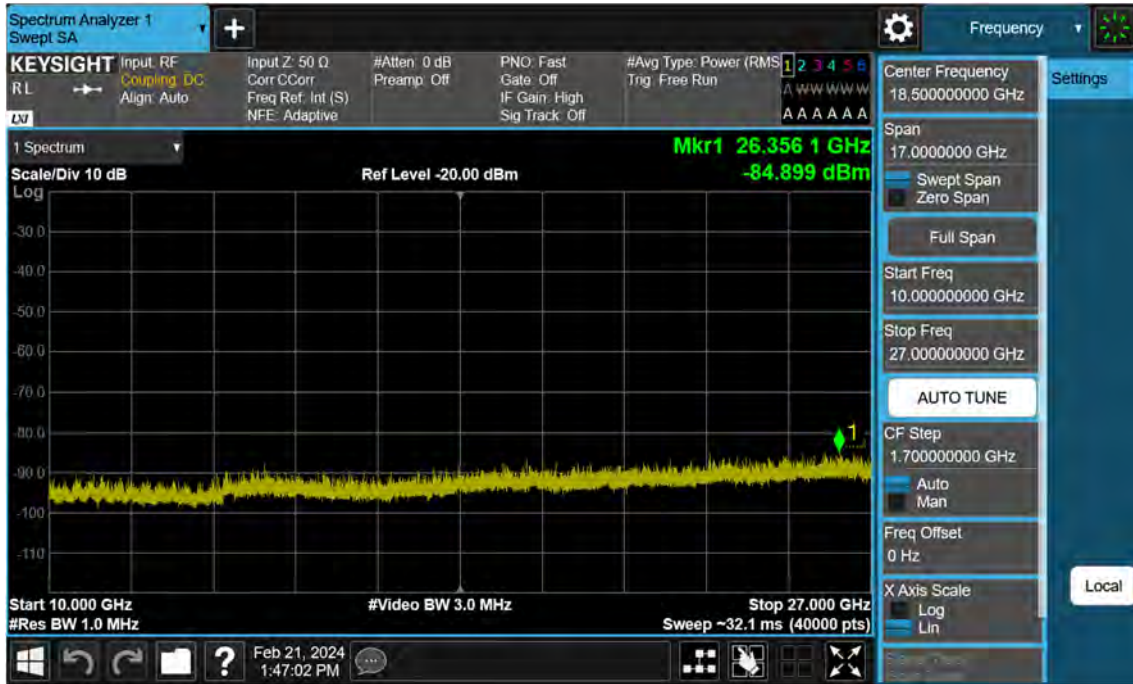 Spectrum Analyzer 1
Swept SA
+
Frequency
KEYSIGHT
RL
LXI
Input: RF
Coupling: DC
Align: Auto
Input Z: 50 Ω
Corr CCorr
Freq Ref: Int (S)
NFE: Adaptive
#Atten: 0 dB
Preamp: Off
PNO: Fast
Gate: Off
IF Gain: High
Sig Track: Off
#Avg Type: Power (RMS
Trig: Free Run
1 2 3 4 5 6
A W W W W W
A A A A A A
1 Spectrum
Scale/Div 10 dB
Ref Level -20.00 dBm
Mkr1 26.356 1 GHz
-84.899 dBm
Log
-30.0
-40.0
-50.0
-60.0
-70.0
-80.0
-90.0
-100
-110
1
Start 10.000 GHz
#Res BW 1.0 MHz
#Video BW 3.0 MHz
Stop 27.000 GHz
Sweep ~32.1 ms (40000 pts)
Center Frequency
18.500000000 GHz
Span
17.0000000 GHz
Swept Span
Zero Span
Full Span
Start Freq
10.000000000 GHz
Stop Freq
27.000000000 GHz
AUTO TUNE
CF Step
1.700000000 GHz
Auto
Man
Freq Offset
0 Hz
X Axis Scale
Log
Lin
Settings
Local
?
Feb 21, 2024
1:47:02 PM